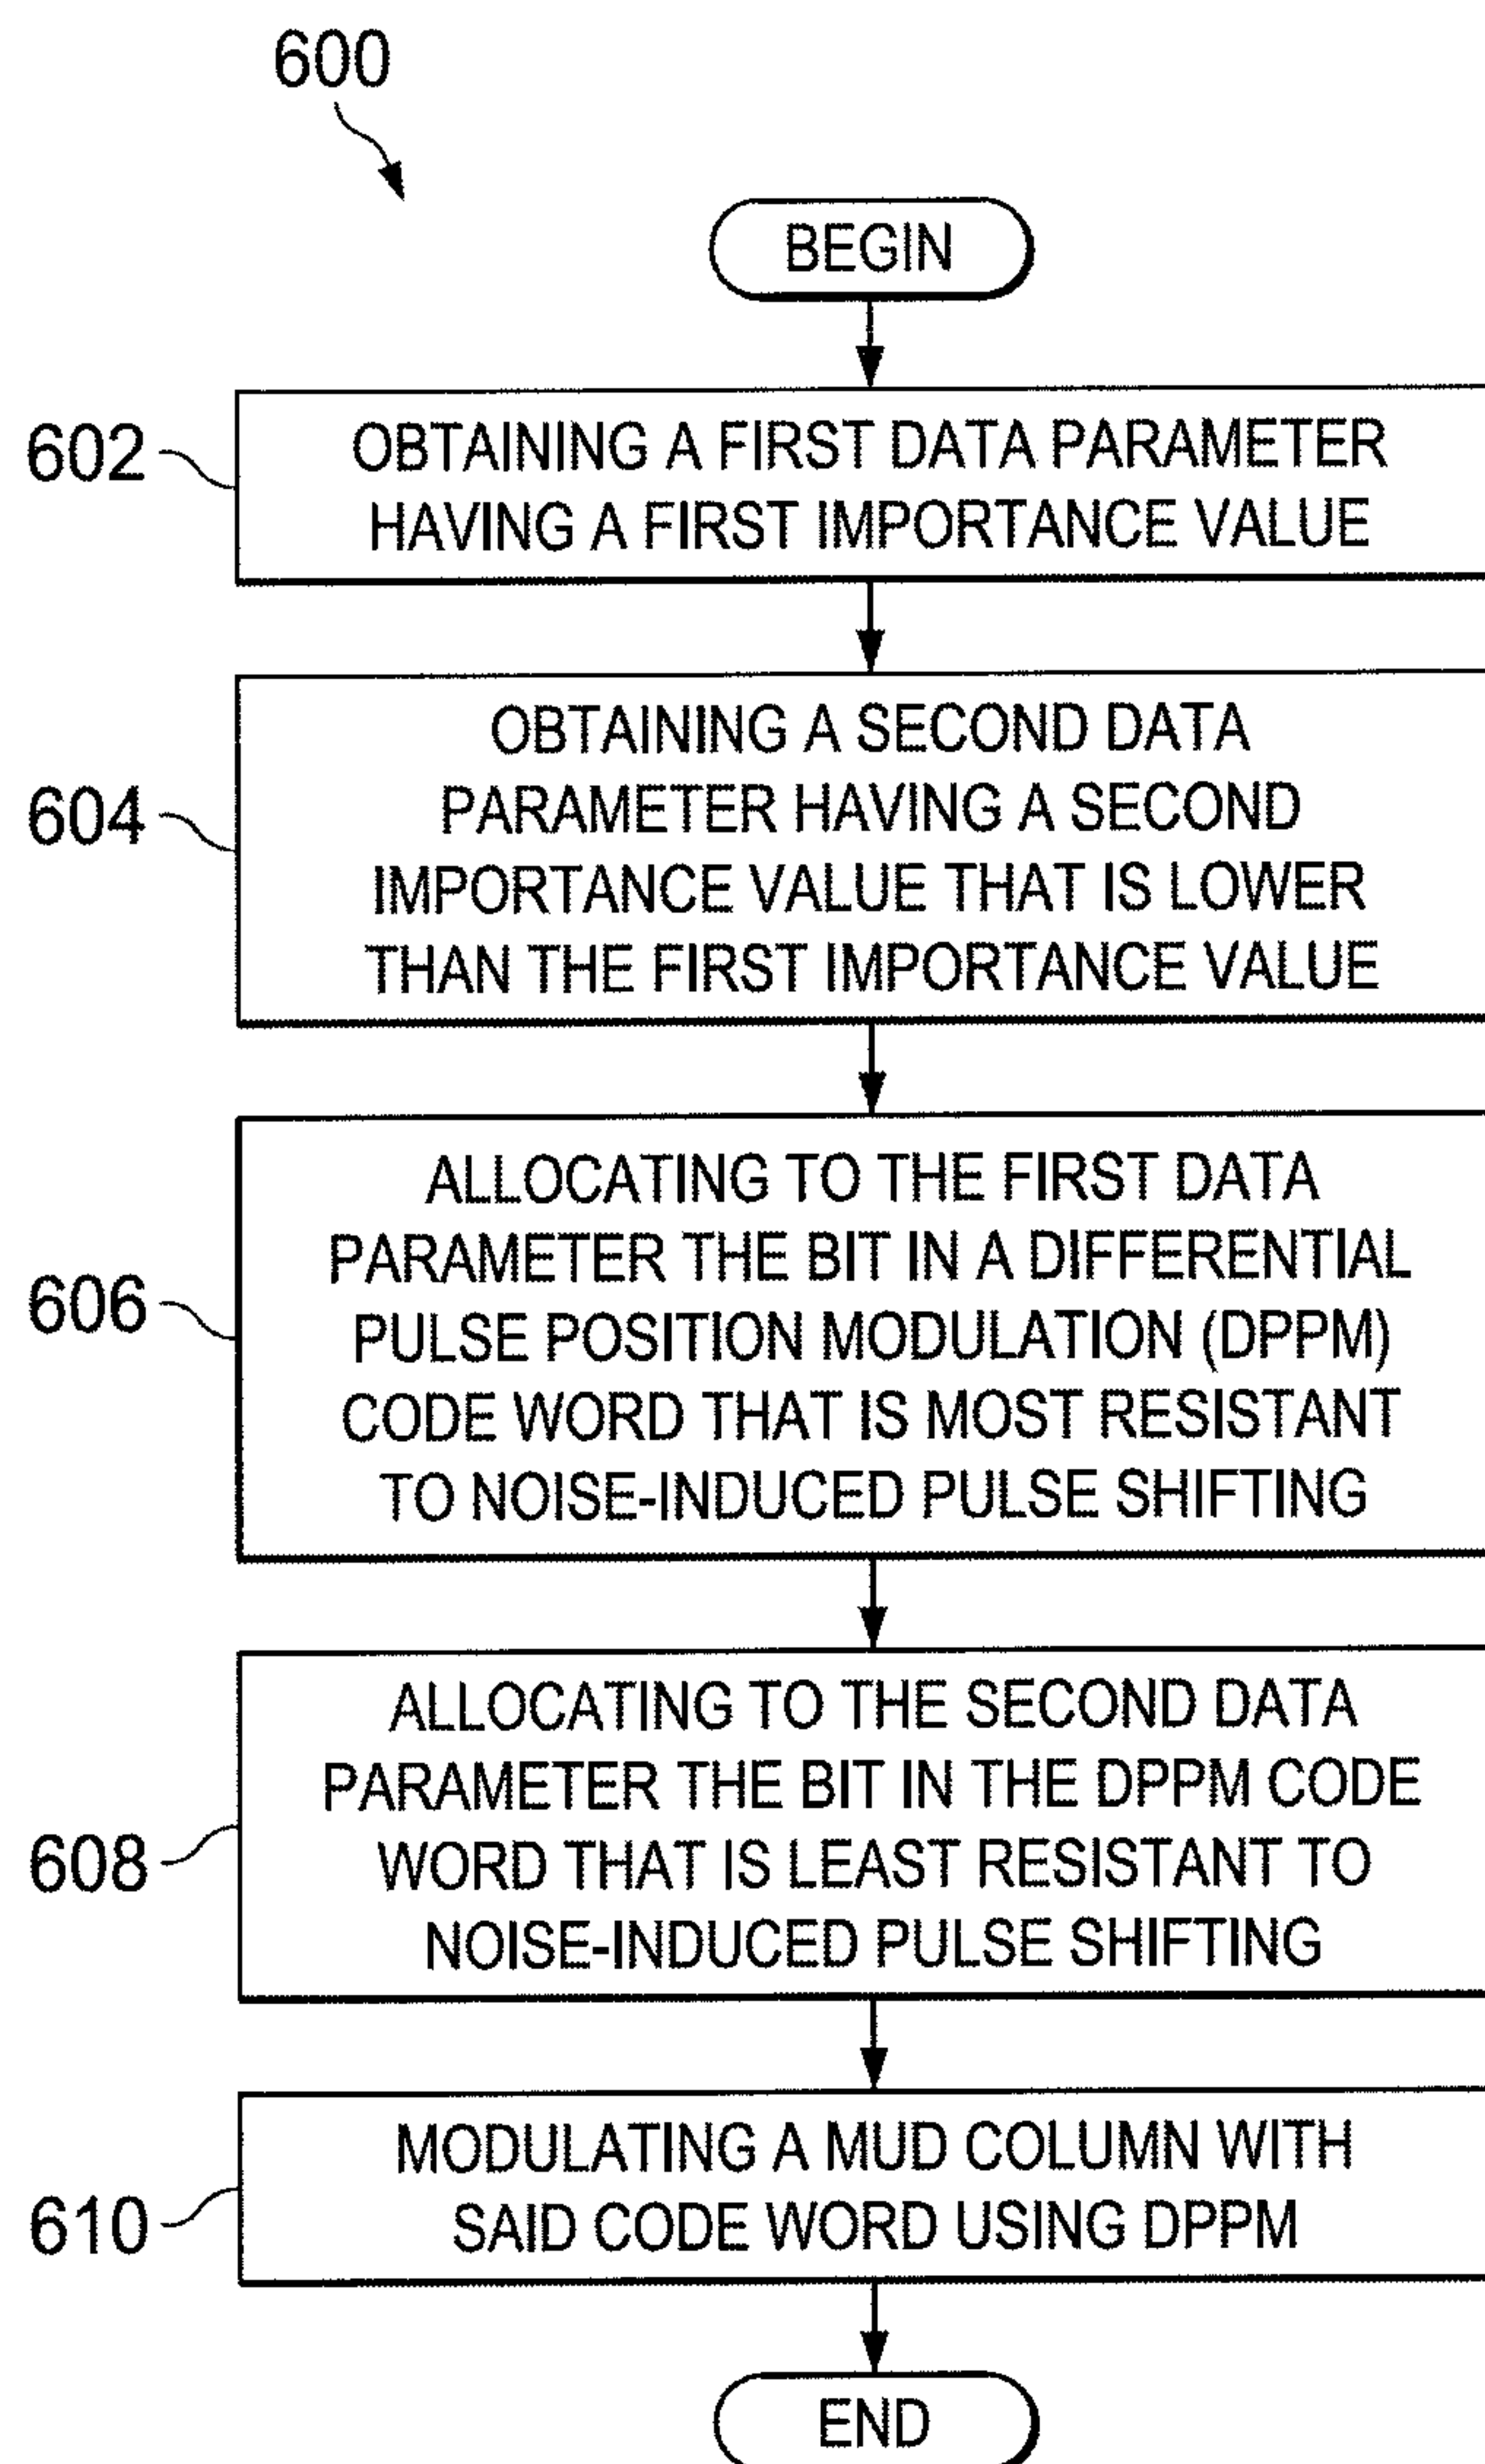 600
BEGIN
602
OBTAINING A FIRST DATA PARAMETER
HAVING A FIRST IMPORTANCE VALUE
604
OBTAINING A SECOND DATA
PARAMETER HAVING A SECOND
IMPORTANCE VALUE THAT IS LOWER
THAN THE FIRST IMPORTANCE VALUE
606
ALLOCATING TO THE FIRST DATA
PARAMETER THE BIT IN A DIFFERENTIAL
PULSE POSITION MODULATION (DPPM)
CODE WORD THAT IS MOST RESISTANT
TO NOISE-INDUCED PULSE SHIFTING
608
ALLOCATING TO THE SECOND DATA
PARAMETER THE BIT IN THE DPPM CODE
WORD THAT IS LEAST RESISTANT TO
NOISE-INDUCED PULSE SHIFTING
610
MODULATING A MUD COLUMN WITH
SAID CODE WORD USING DPPM
END